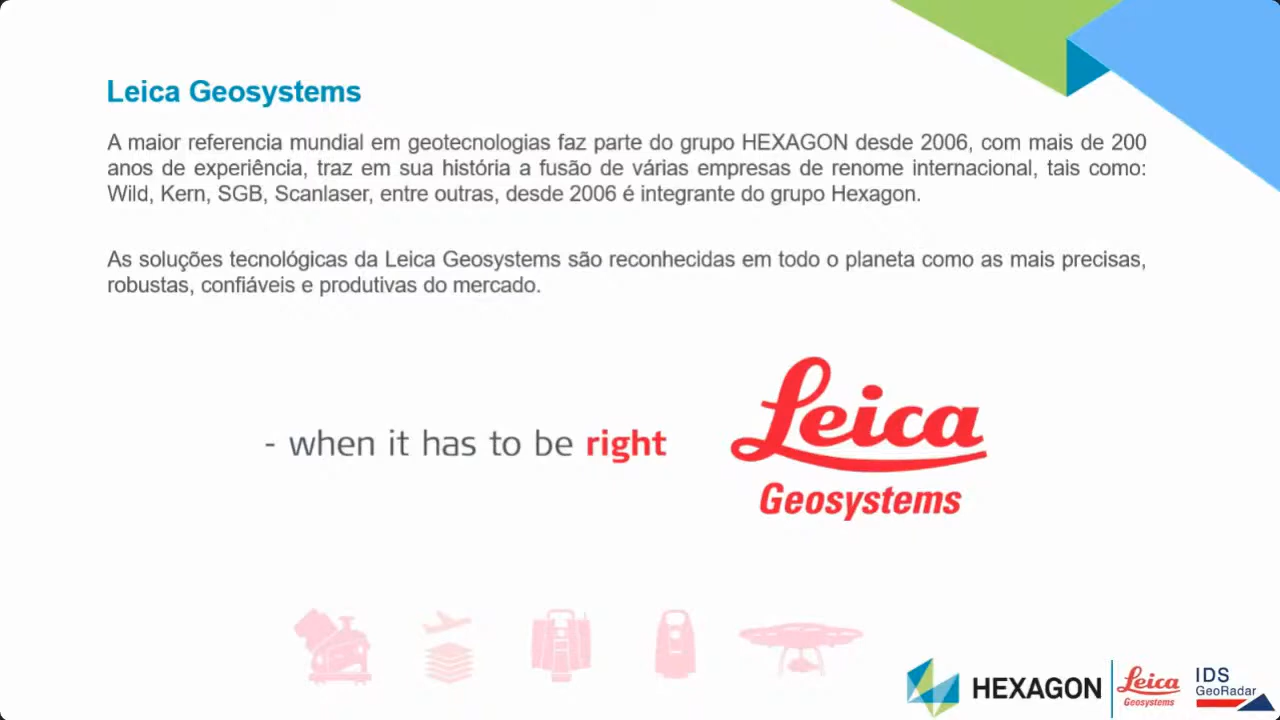 Leica Geosystems
A maior referencia mundial em geotecnologias faz parte do grupo HEXAGON desde 2006, com mais de 200
anos de experiência, traz em sua história a fusão de várias empresas de renome internacional, tais como:
Wild, Kern, SGB, Scanlaser, entre outras, desde 2006 é integrante do grupo Hexagon.
As soluções tecnológicas da Leica Geosystems são reconhecidas em todo o planeta como as mais precisas,
robustas, confiáveis e produtivas do mercado.
- when it has to be right
Leica
Geosystems
HEXAGON
Leica
Geosystems
IDS
GeoRadar